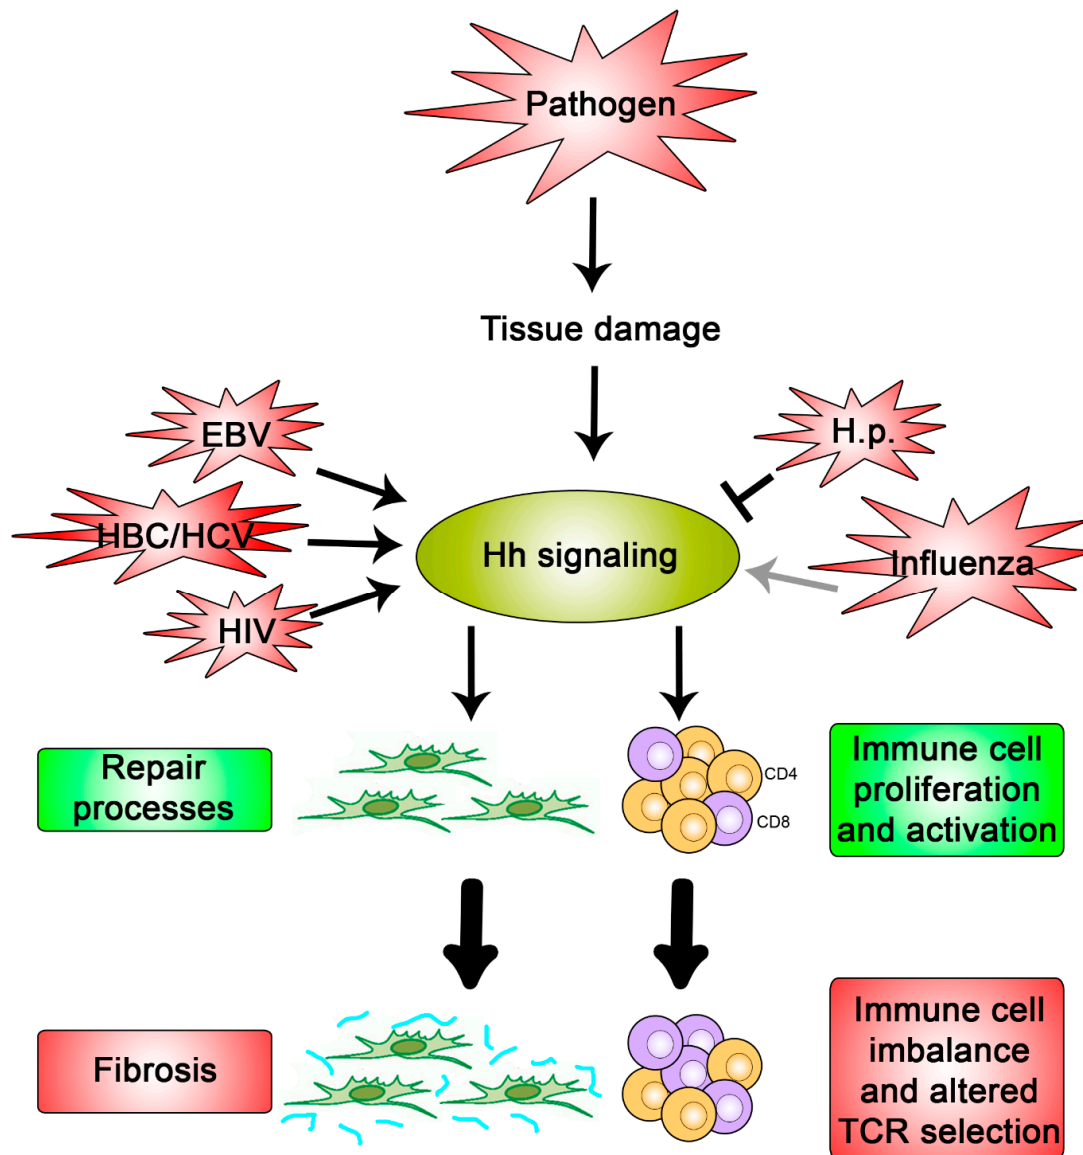 Pathogen
Tissue damage
EBV
H.p.
HBC/HCV
Hh signaling
Influenza
HIV
Repair
processes
CD4
CD8
Immune cell
proliferation
and activation
Fibrosis
Immune cell
imbalance
and altered
TCR selection